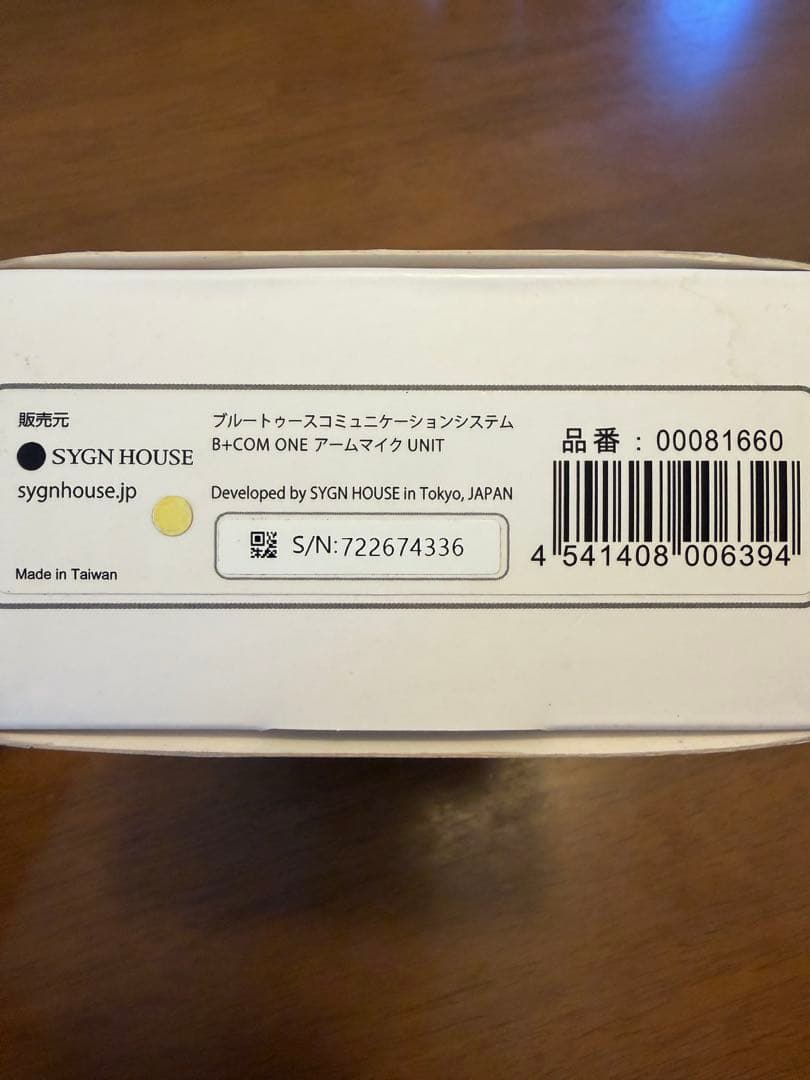 販売元
SYGN HOUSE
sygnhouse.jp
Made in Taiwan
ブルートゥースコミュニケーションシステム
B+COM ONE アームマイク UNIT
Developed by SYGN HOUSE in Tokyo, JAPAN
S/N:722674336
品番 : 00081660
4 541408 006394